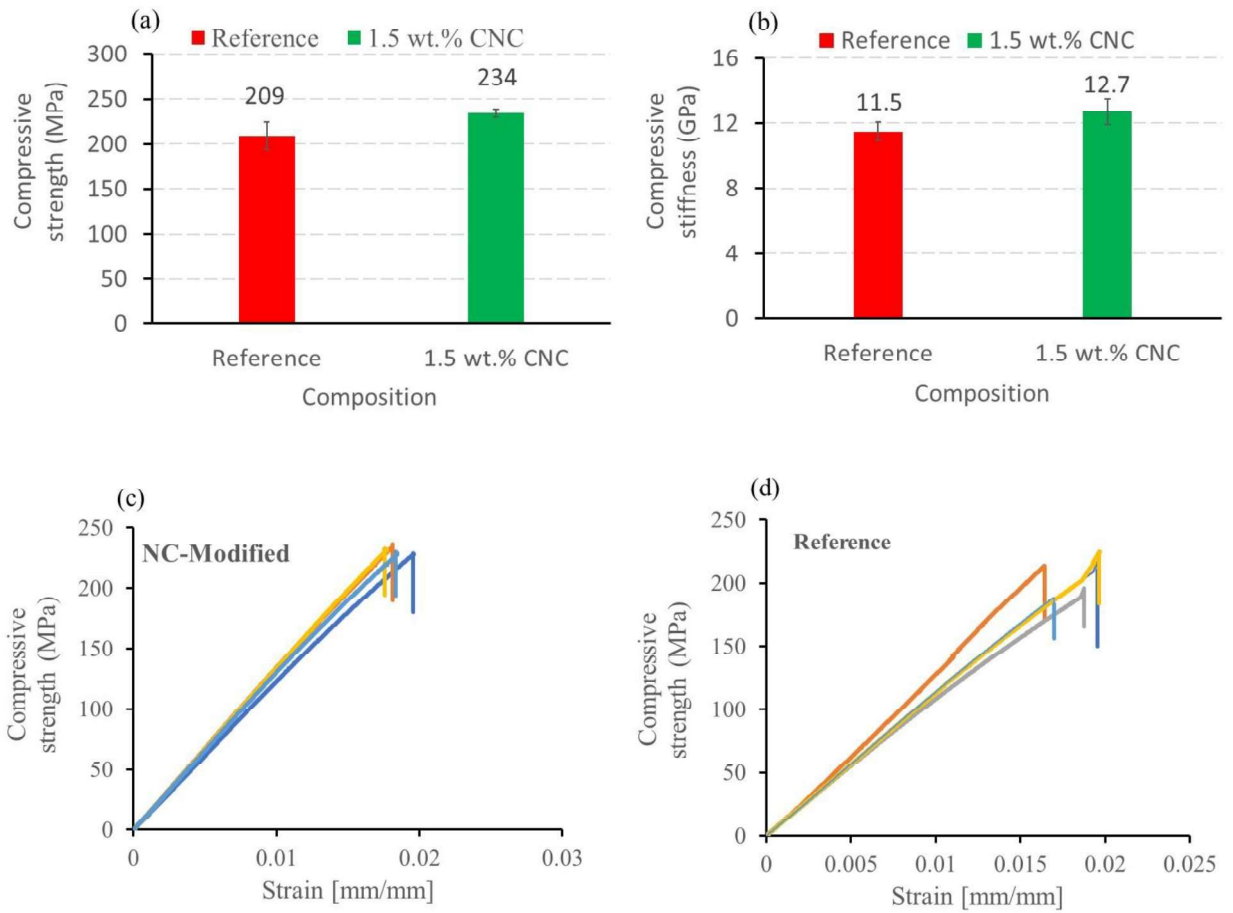 (a)
Reference 1.5 wt.% CNC
Compressive
strength (MPa)
300
250
200
150
100
50
0
209
234
Reference 1.5 wt.% CNC
Composition
(b)
Reference 1.5 wt.% CNC
Compressive
stiffness (GPa)
16
12
8
4
0
11.5
12.7
Reference 1.5 wt.% CNC
Composition
(c)
NC-Modified
Compressive
strength (MPa)
250
200
150
100
50
0
0 0.01 0.02 0.03
Strain [mm/mm]
(d)
Reference
Compressive
strength (MPa)
250
200
150
100
50
0
0 0.005 0.01 0.015 0.02 0.025
Strain [mm/mm]